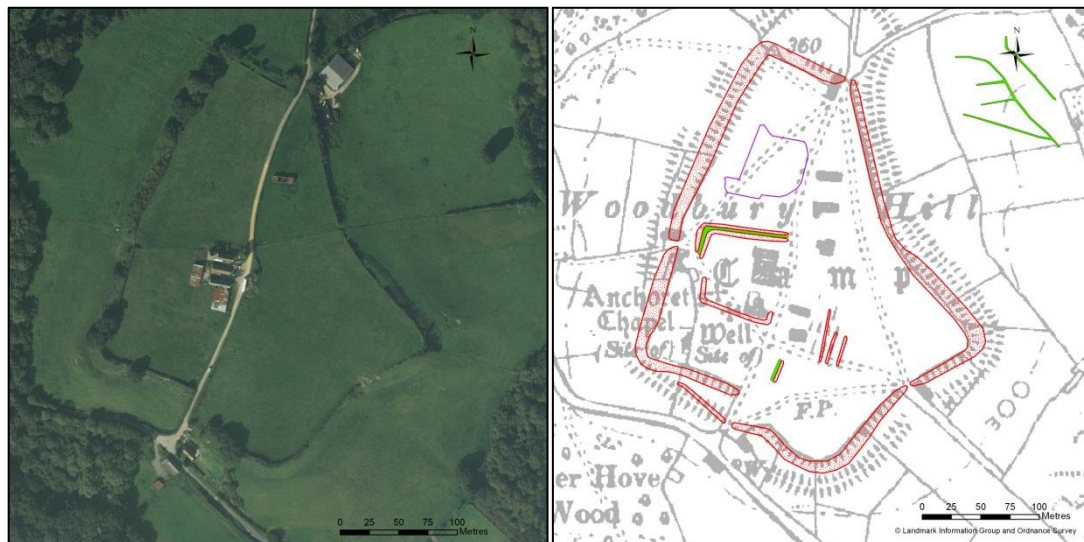 N
0 25 50 75 100
Metres
N
260
Woodbury Hill
Camp
Anchoret
Chapel
(Site of)
Well
(Site of)
F.P.
300
er Hove
Wood
W
0 25 50 75 100
Metres
© Landmark Information Group and Ordnance Survey